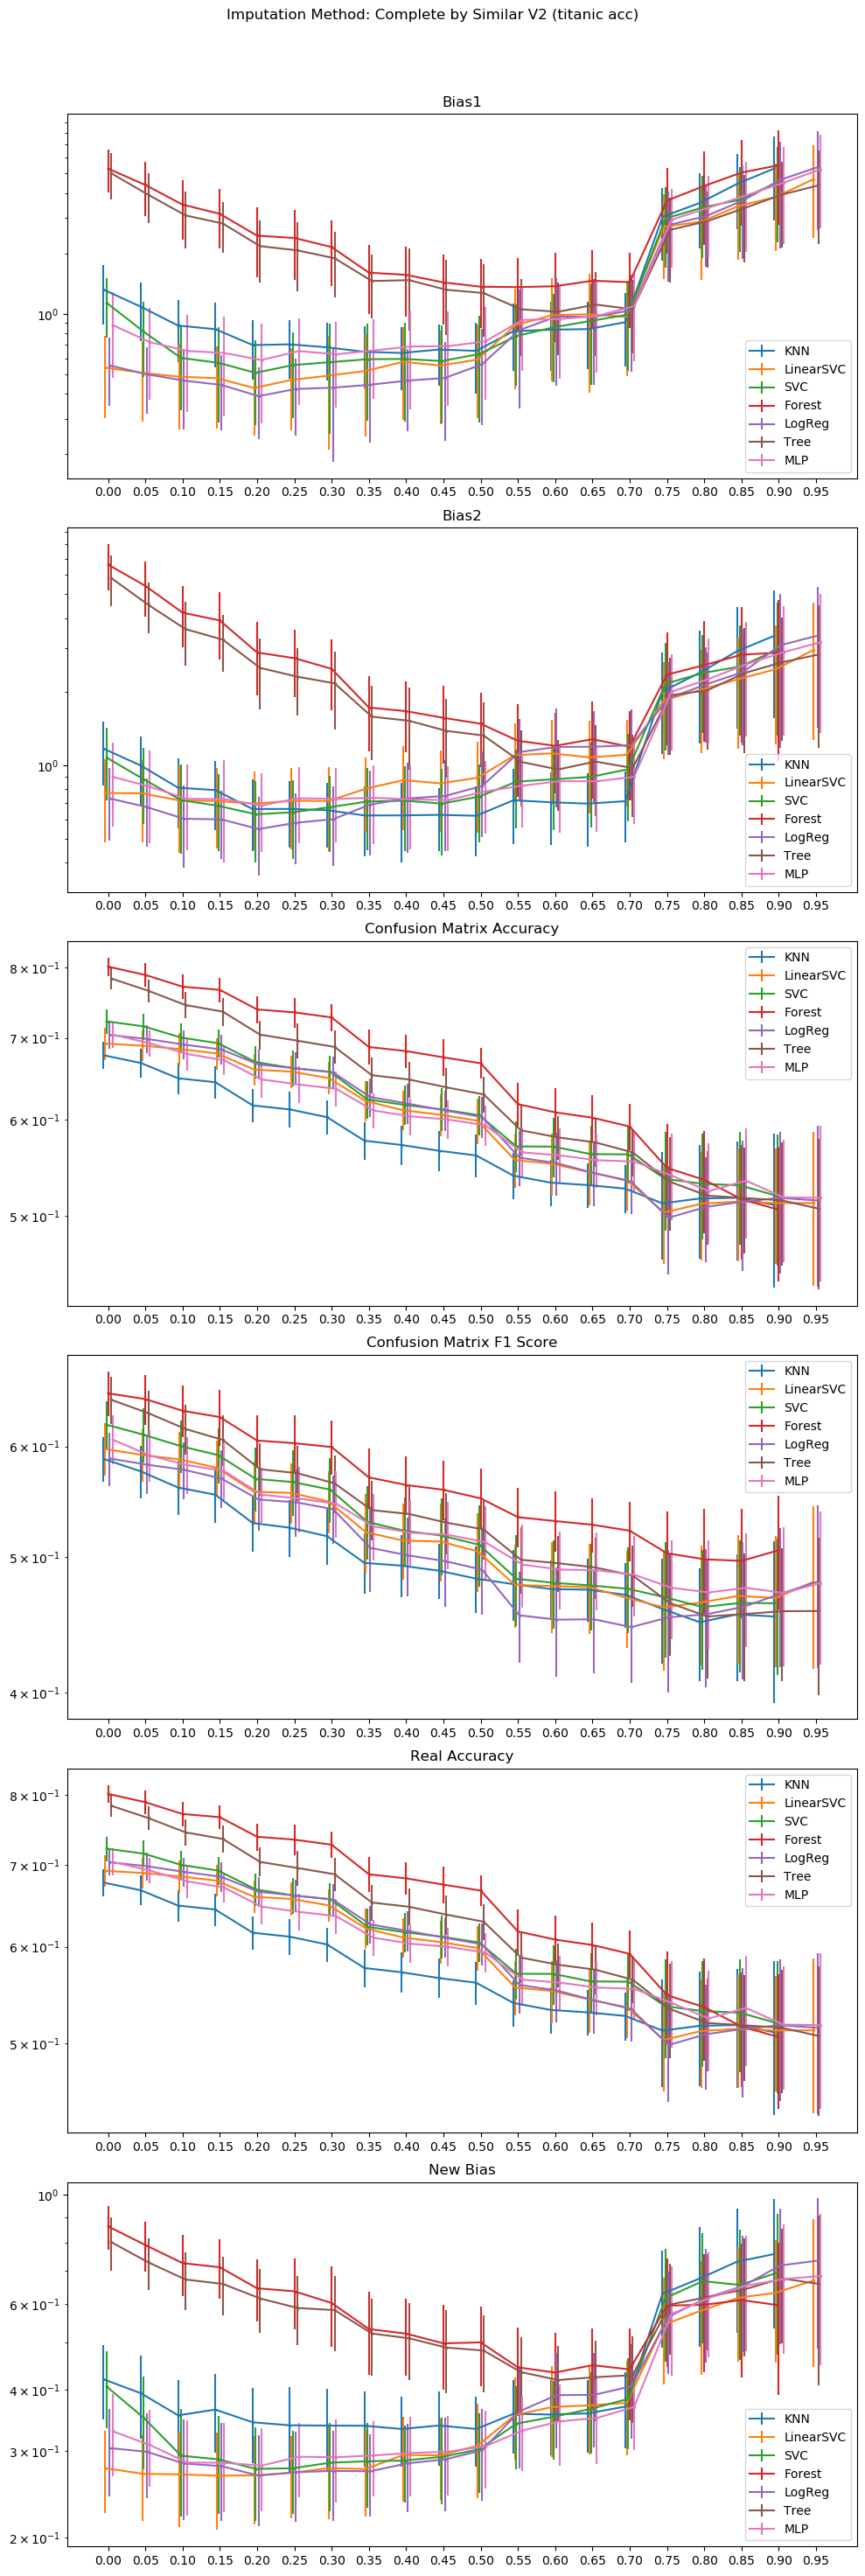 Imputation Method: Complete by Similar V2 (titanic acc)
Bias1
10⁰
KNN
LinearSVC
SVC
Forest
LogReg
Tree
MLP
0.00 0.05 0.10 0.15 0.20 0.25 0.30 0.35 0.40 0.45 0.50 0.55 0.60 0.65 0.70 0.75 0.80 0.85 0.90 0.95
Bias2
10⁰
KNN
LinearSVC
SVC
Forest
LogReg
Tree
MLP
0.00 0.05 0.10 0.15 0.20 0.25 0.30 0.35 0.40 0.45 0.50 0.55 0.60 0.65 0.70 0.75 0.80 0.85 0.90 0.95
Confusion Matrix Accuracy
8 × 10⁻¹
7 × 10⁻¹
6 × 10⁻¹
5 × 10⁻¹
KNN
LinearSVC
SVC
Forest
LogReg
Tree
MLP
0.00 0.05 0.10 0.15 0.20 0.25 0.30 0.35 0.40 0.45 0.50 0.55 0.60 0.65 0.70 0.75 0.80 0.85 0.90 0.95
Confusion Matrix F1 Score
6 × 10⁻¹
5 × 10⁻¹
4 × 10⁻¹
KNN
LinearSVC
SVC
Forest
LogReg
Tree
MLP
0.00 0.05 0.10 0.15 0.20 0.25 0.30 0.35 0.40 0.45 0.50 0.55 0.60 0.65 0.70 0.75 0.80 0.85 0.90 0.95
Real Accuracy
8 × 10⁻¹
7 × 10⁻¹
6 × 10⁻¹
5 × 10⁻¹
KNN
LinearSVC
SVC
Forest
LogReg
Tree
MLP
0.00 0.05 0.10 0.15 0.20 0.25 0.30 0.35 0.40 0.45 0.50 0.55 0.60 0.65 0.70 0.75 0.80 0.85 0.90 0.95
New Bias
10⁰
6 × 10⁻¹
4 × 10⁻¹
3 × 10⁻¹
2 × 10⁻¹
KNN
LinearSVC
SVC
Forest
LogReg
Tree
MLP
0.00 0.05 0.10 0.15 0.20 0.25 0.30 0.35 0.40 0.45 0.50 0.55 0.60 0.65 0.70 0.75 0.80 0.85 0.90 0.95